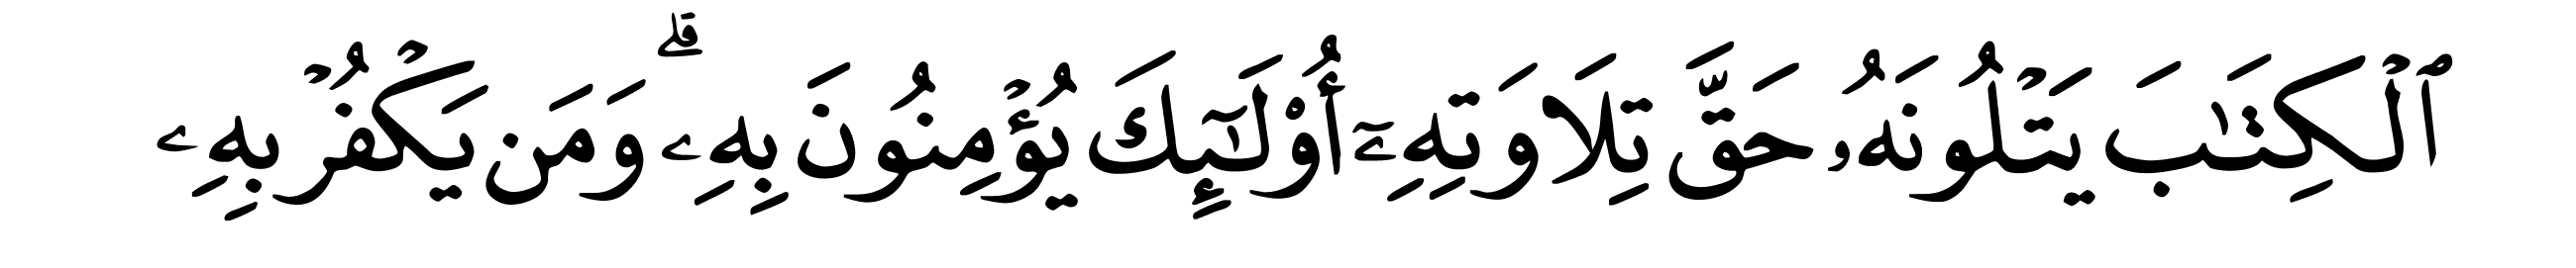 ٱلْكِتَٰبَ يَتْلُونَهُۥ حَقَّ تِلَاوَتِهِۦٓ أُوْلَٰٓئِكَ يُؤْمِنُونَ بِهِۦۗ وَمَن يَكْفُرْ بِهِۦ